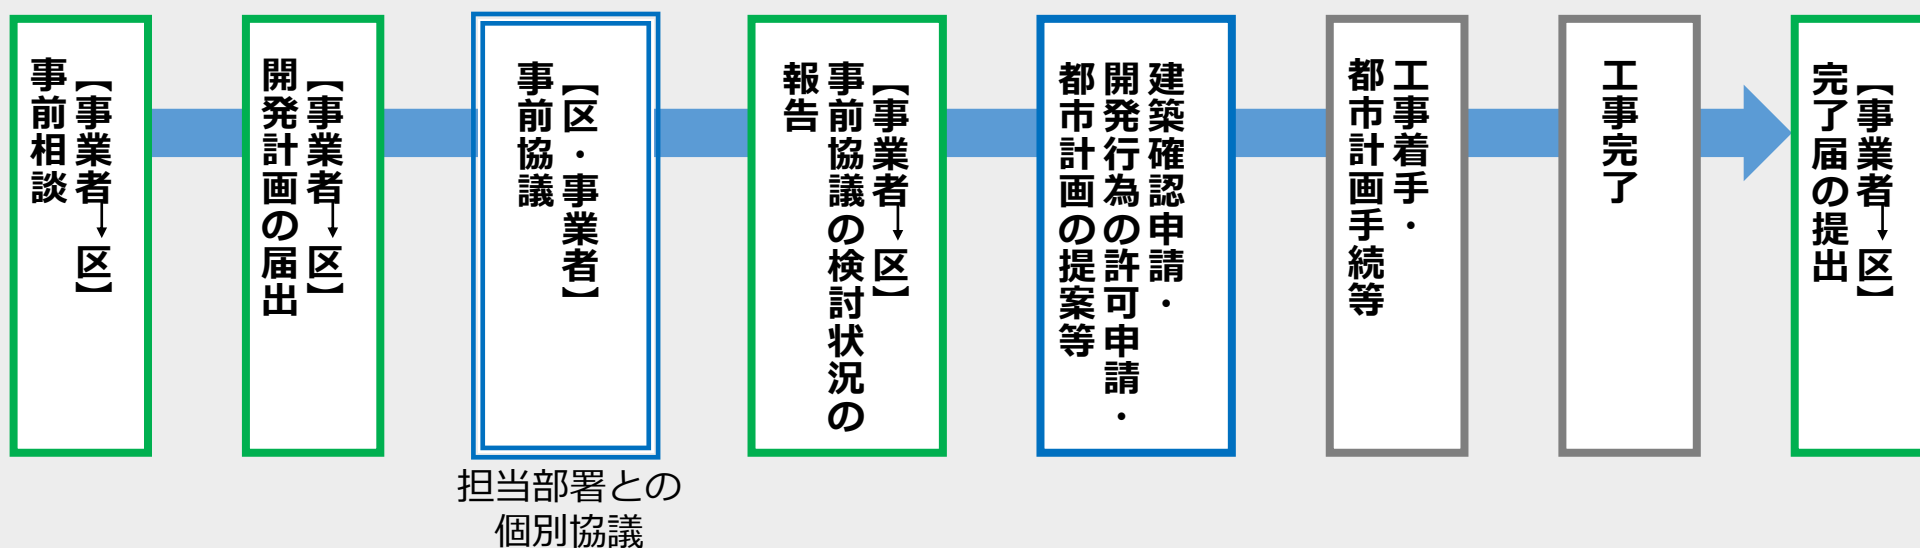 【事業者→区】
事前相談
【事業者→区】
開発計画の届出
【区・事業者】
事前協議
担当部署との
個別協議
【事業者→区】
事前協議の検討状況の
報告
建築確認申請・
開発行為の許可申請・
都市計画の提案等
工事着手・
都市計画手続等
工事完了
【事業者→区】
完了届の提出